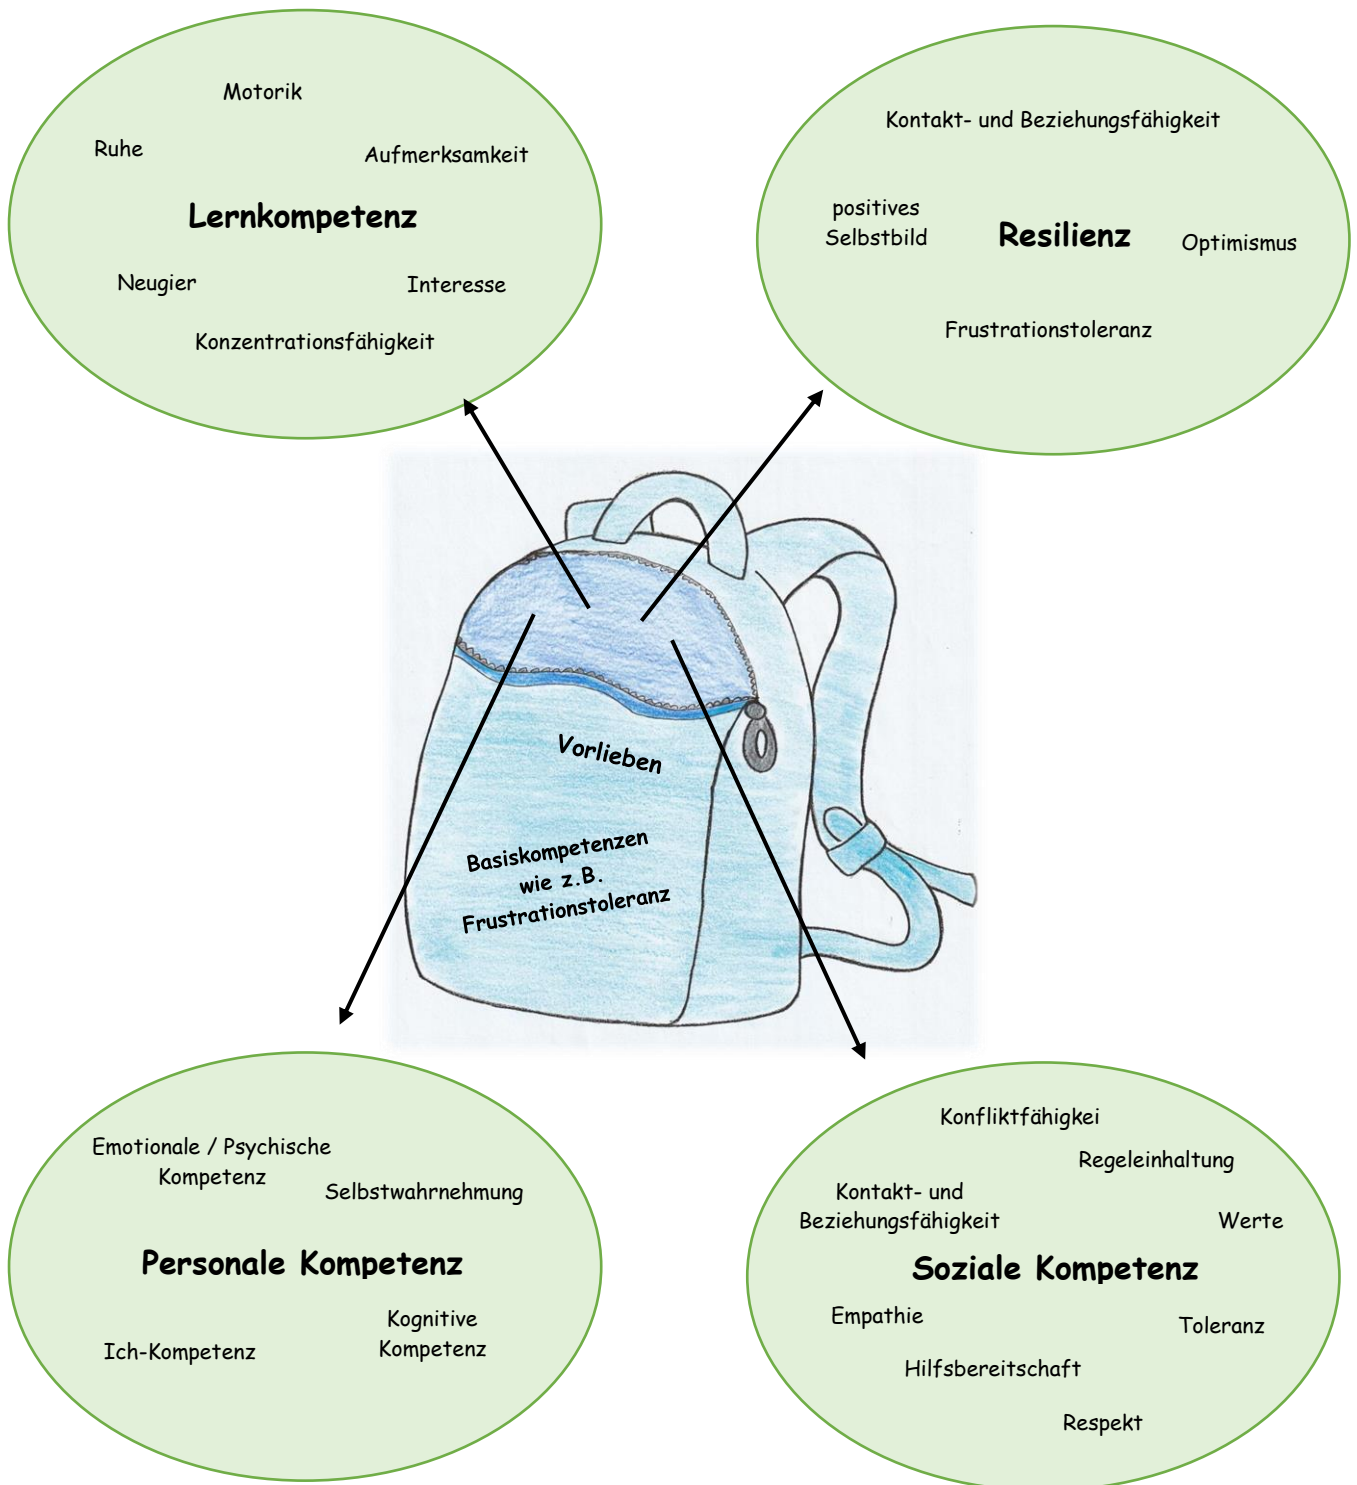 Motorik
Ruhe
Aufmerksamkeit
Lernkompetenz
Neugier
Interesse
Konzentrationsfähigkeit
Kontakt- und Beziehungsfähigkeit
positives
Selbstbild
Resilienz
Optimismus
Frustrationstoleranz
Vorlieben
Basiskompetenzen
wie z.B.
Frustrationstoleranz
Emotionale / Psychische
Kompetenz
Selbstwahrnehmung
Personale Kompetenz
Kognitive
Kompetenz
Ich-Kompetenz
Konfliktfähigkei
Regeleinhaltung
Kontakt- und
Beziehungsfähigkeit
Werte
Soziale Kompetenz
Empathie
Toleranz
Hilfsbereitschaft
Respekt